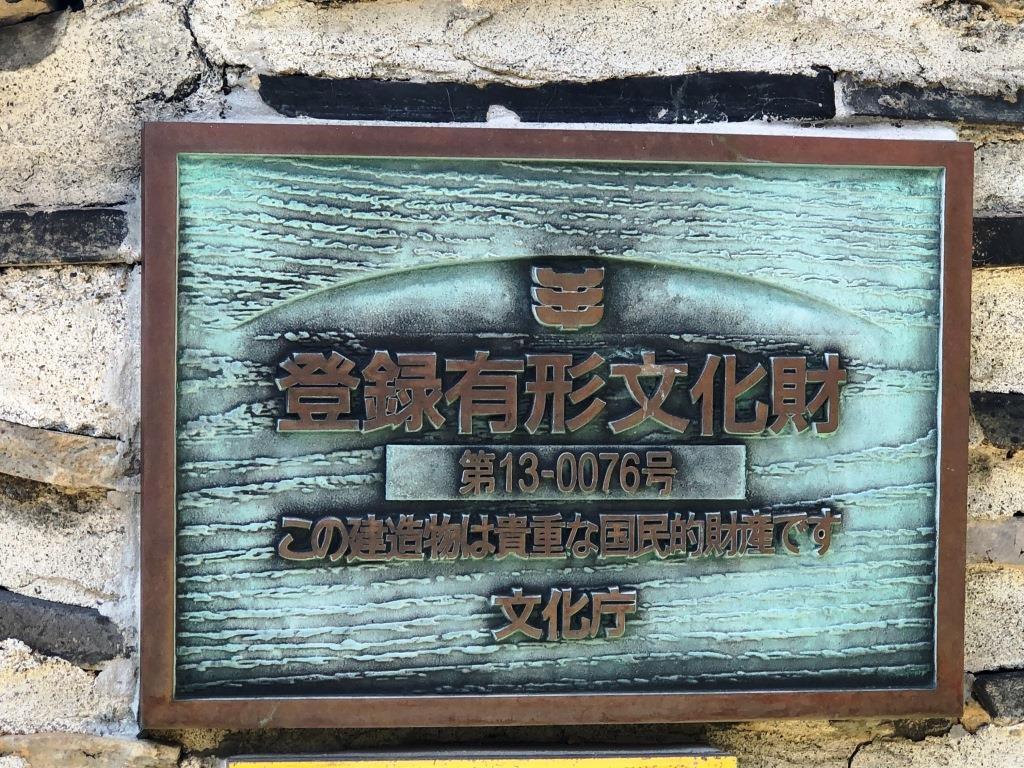 登録有形文化財
第13-0076号
この建造物は貴重な国民的財産です
文化庁